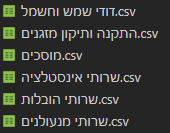 דודי שמש וחשמל.csv
התקנה ותיקון מזגנים.csv
מוסכים.csv
שרותי אינסטלציה.csv
שרותי הובלות.csv
שרותי מנעולנים.csv